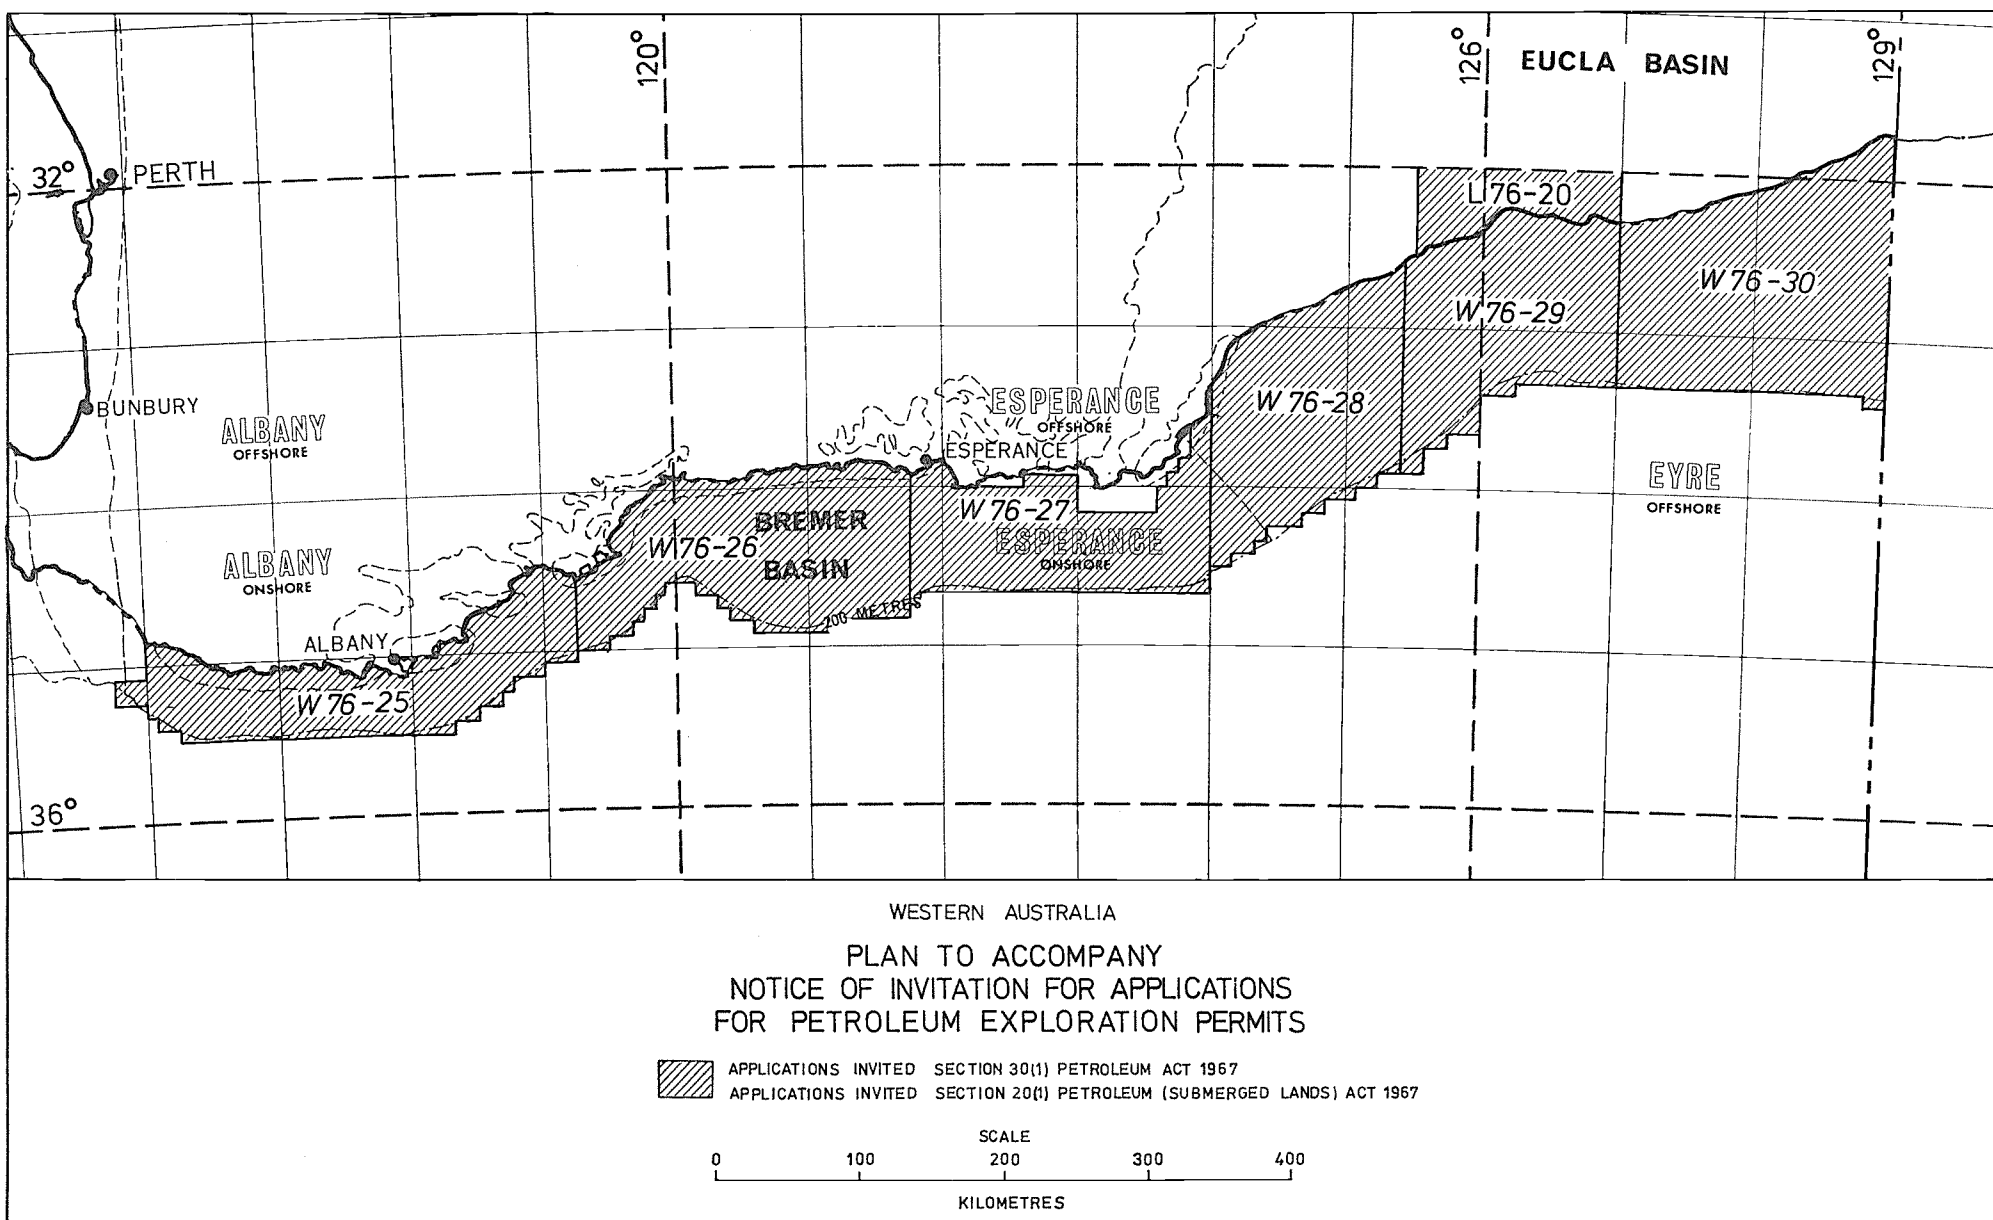 120°
126°
EUCLA BASIN
129°
32°
PERTH
L 76-20
W 76-30
W 76-29
BUNBURY
ALBANY
OFFSHORE
ESPERANCE
OFFSHORE
W 76-28
ESPERANCE
EYRE
OFFSHORE
W 76-27
BREMER
BASIN
W 76-26
ESPERANCE
ONSHORE
ALBANY
ONSHORE
200 METRES
ALBANY
W 76-25
36°
WESTERN AUSTRALIA
PLAN TO ACCOMPANY
NOTICE OF INVITATION FOR APPLICATIONS
FOR PETROLEUM EXPLORATION PERMITS
APPLICATIONS INVITED SECTION 30(1) PETROLEUM ACT 1967
APPLICATIONS INVITED SECTION 20(1) PETROLEUM (SUBMERGED LANDS) ACT 1967
SCALE
0 100 200 300 400
KILOMETRES